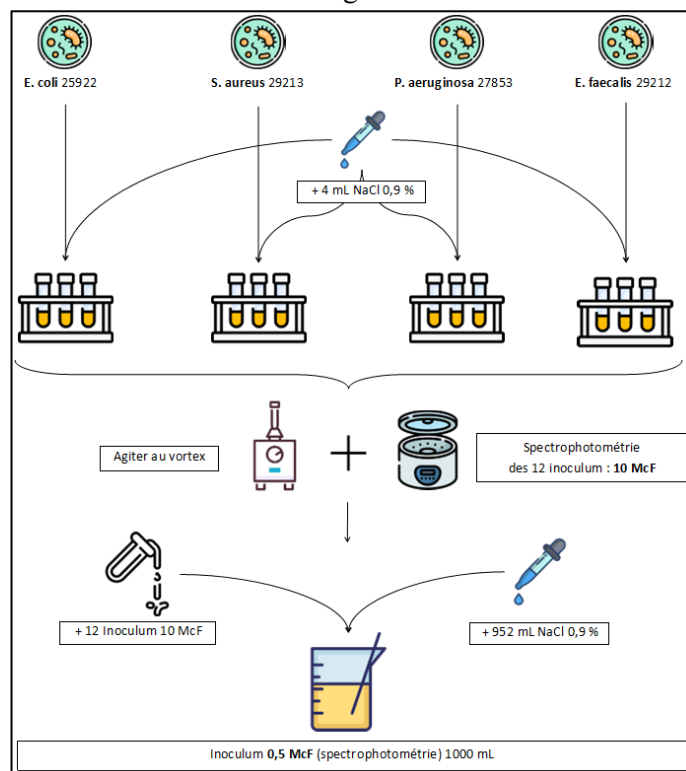 E. coli 25922
S. aureus 29213
P. aeruginosa 27853
E. faecalis 29212
+ 4 mL NaCl 0,9 %
Agiter au vortex
Spectrophotométrie
des 12 inoculum : 10 McF
+ 12 Inoculum 10 McF
+ 952 mL NaCl 0,9 %
Inoculum 0,5 McF (spectrophotométrie) 1000 mL